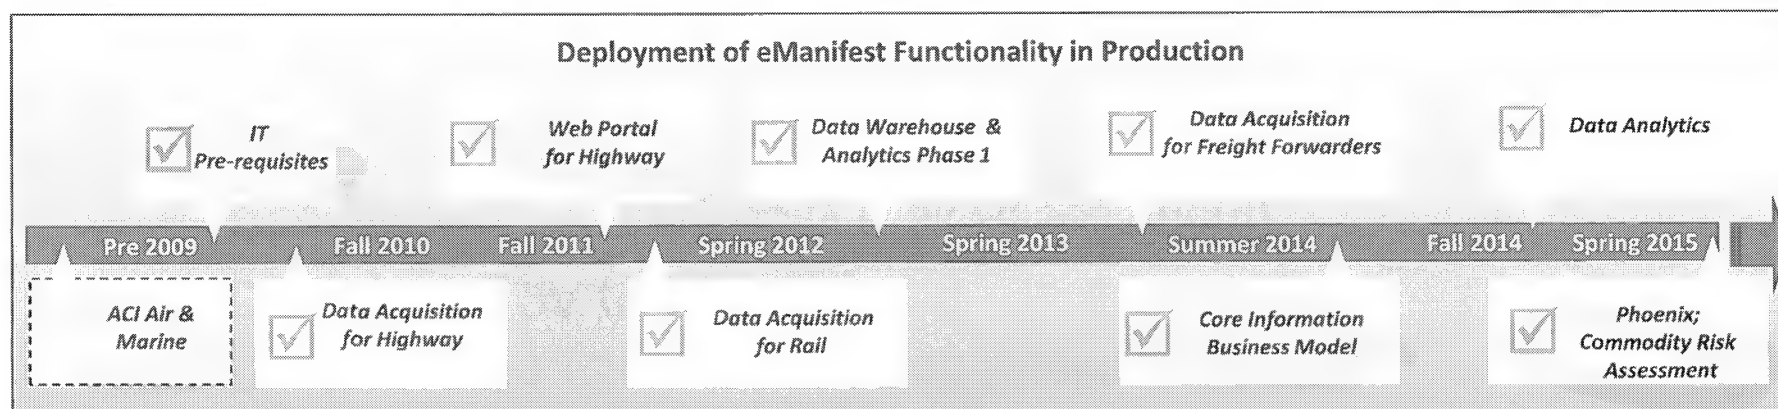 Deployment of eManifest Functionality in Production
IT
Pre-requisites
Web Portal
for Highway
Data Warehouse &
Analytics Phase 1
Data Acquisition
for Freight Forwarders
Data Analytics
Pre 2009
Fall 2010
Fall 2011
Spring 2012
Spring 2013
Summer 2014
Fall 2014
Spring 2015
ACI Air &
Marine
Data Acquisition
for Highway
Data Acquisition
for Rail
Core Information
Business Model
Phoenix;
Commodity Risk
Assessment